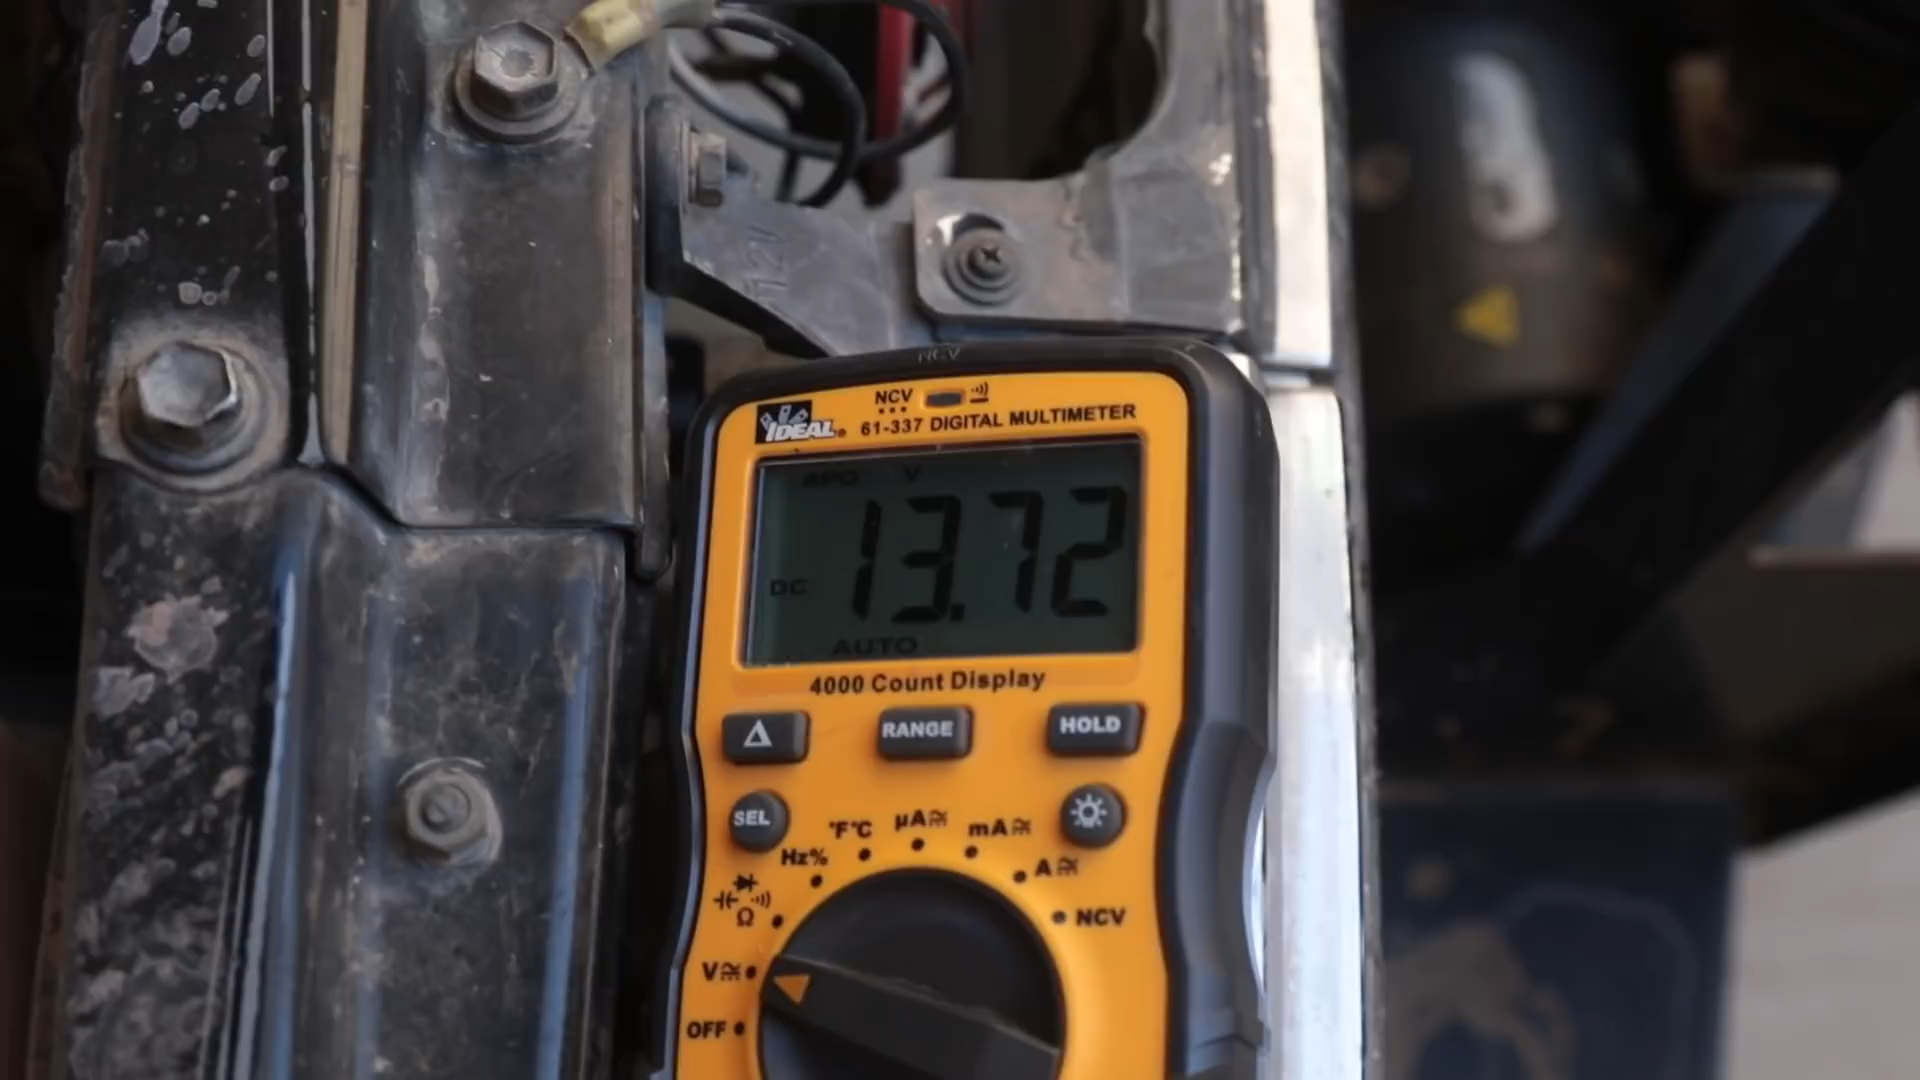 112V
NCV
NCV
IDEAL
61-337 DIGITAL MULTIMETER
APO V
13.72
DC
AUTO
4000 Count Display
Δ RANGE HOLD
SEL
°F°C µA mA
Hz% A
Ω NCV
V
OFF